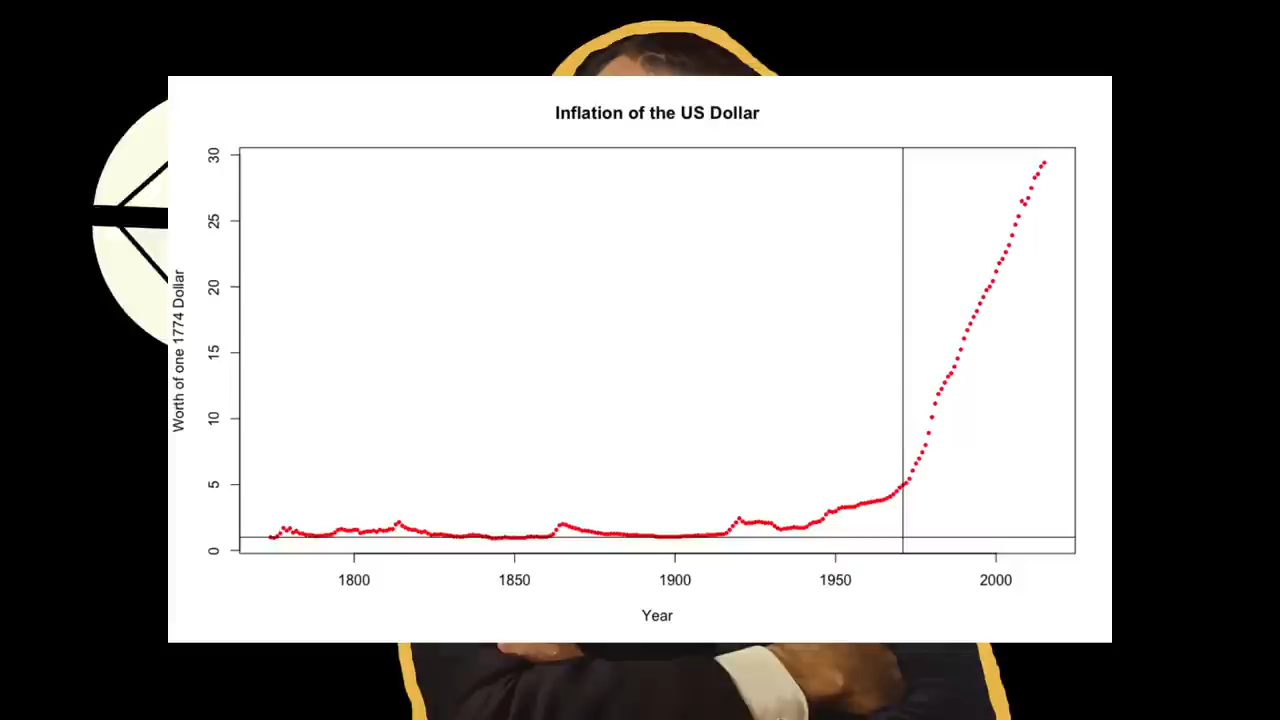 Inflation of the US Dollar
Worth of one 1774 Dollar
30
25
20
15
10
5
0
1800 1850 1900 1950 2000
Year